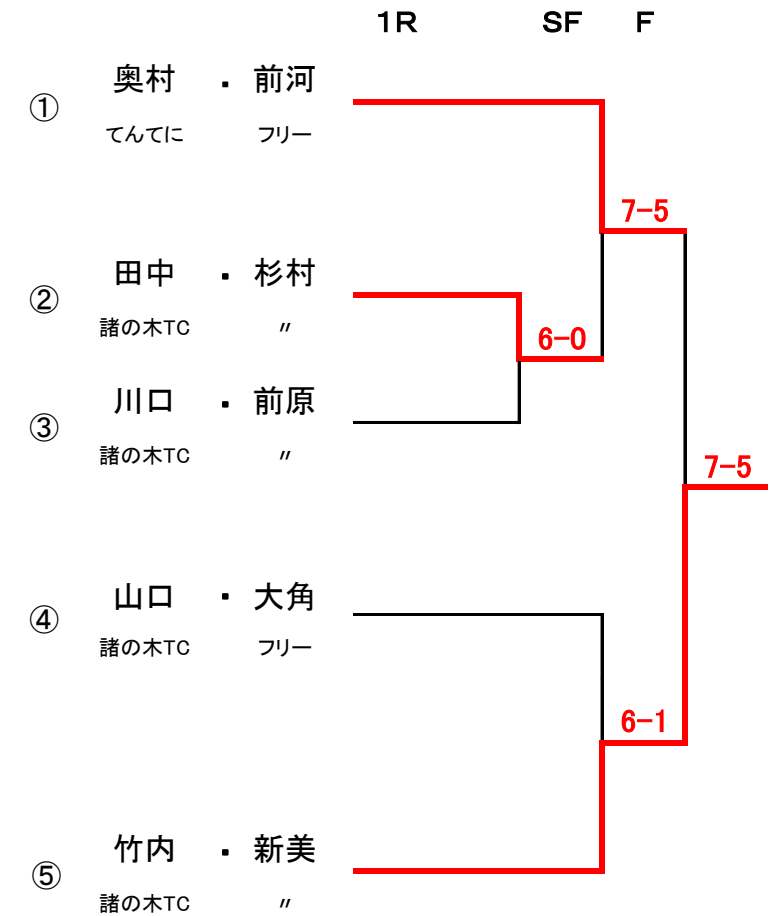 1R SF F
① 奥村 ・ 前河
てんてに フリー
7-5
② 田中 ・ 杉村
諸の木TC 〃
6-0
③ 川口 ・ 前原
諸の木TC 〃
7-5
④ 山口 ・ 大角
諸の木TC フリー
6-1
⑤ 竹内 ・ 新美
諸の木TC 〃